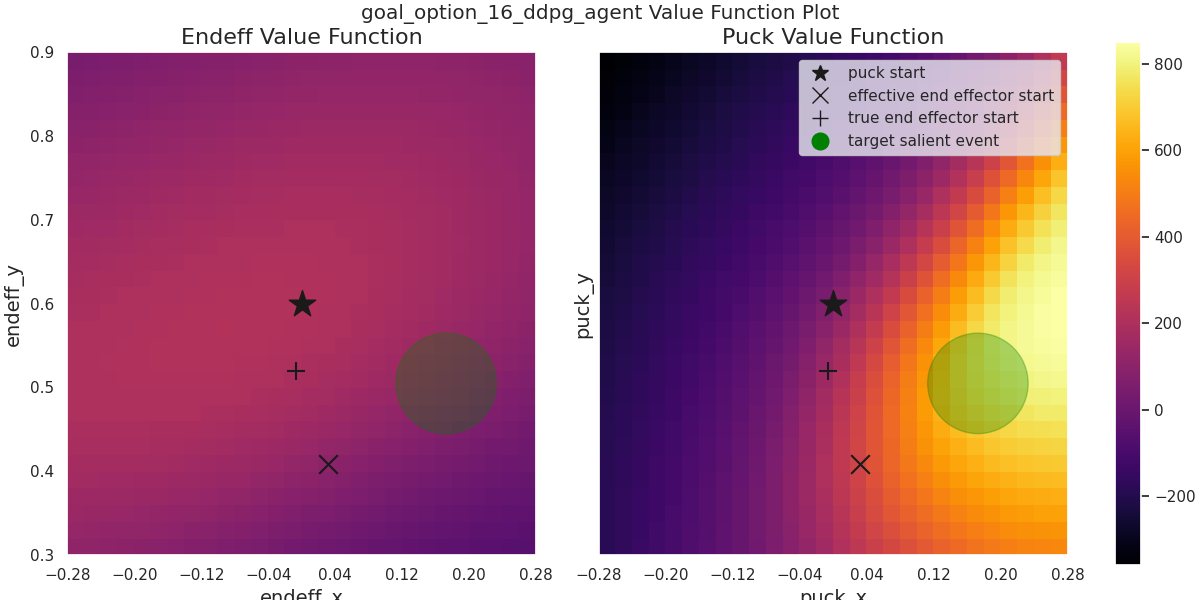 goal_option_16_ddpg_agent Value Function Plot
Endeff Value Function
Puck Value Function
0.9
0.8
0.7
0.6
0.5
0.4
0.3
endeff_y
−0.28 −0.20 −0.12 −0.04 0.04 0.12 0.20 0.28
endeff_x
puck_y
puck start
effective end effector start
true end effector start
target salient event
−0.28 −0.20 −0.12 −0.04 0.04 0.12 0.20 0.28
puck_x
800
600
400
200
0
−200